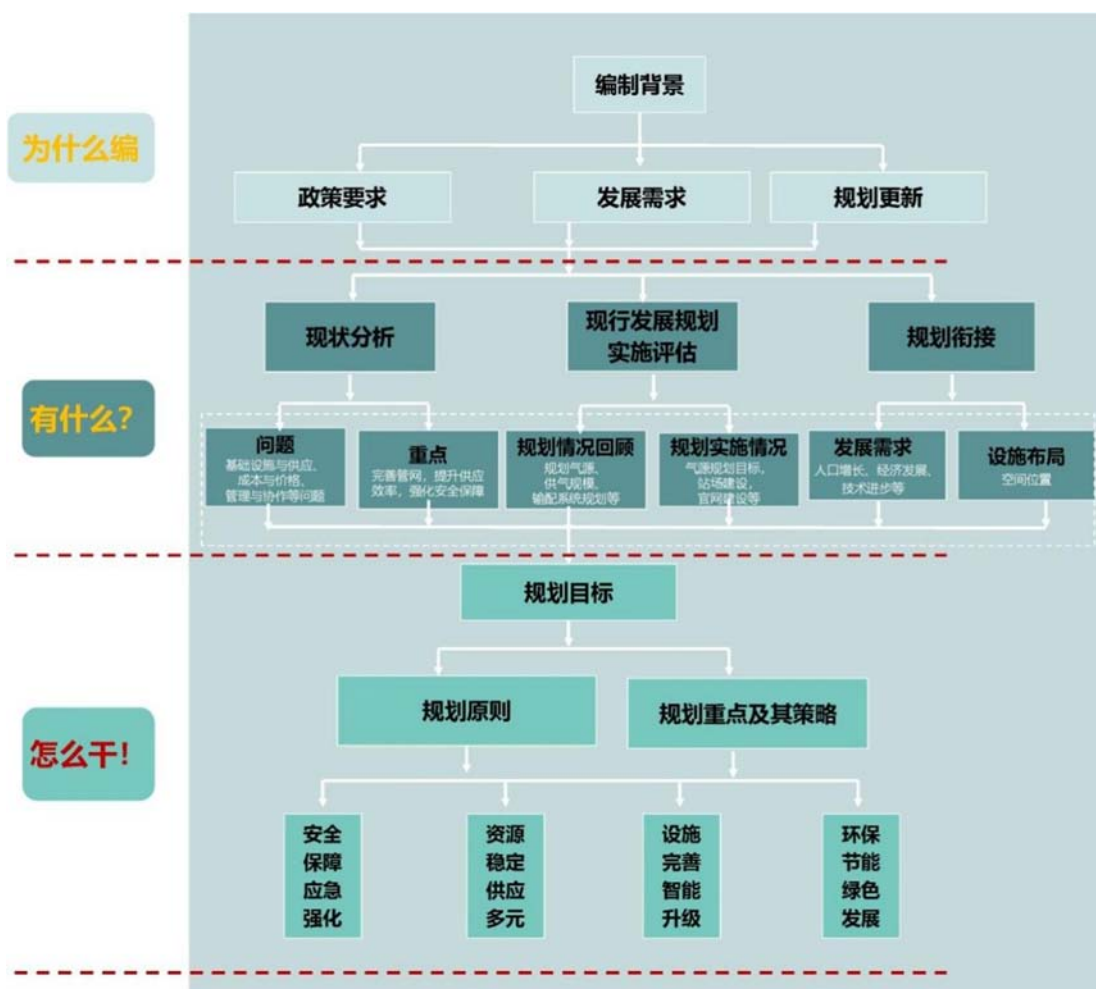 编制背景
为什么编
政策要求
发展需求
规划更新
现状分析
现行发展规划
实施评估
规划衔接
有什么?
问题
基础设施与供应、
成本与价格、
管理与协作等问题
重点
完善管网，提升供应
效率，强化安全保障
规划情况回顾
规划气源、
供气规模、
输配系统规划等
规划实施情况
气源规划目标、
站场建设，
官网建设等
发展需求
人口增长、经济发展、
技术进步等
设施布局
空间位置
规划目标
规划原则
规划重点及其策略
怎么干!
安全
保障
应急
强化
资源
稳定
供应
多元
设施
完善
智能
升级
环保
节能
绿色
发展